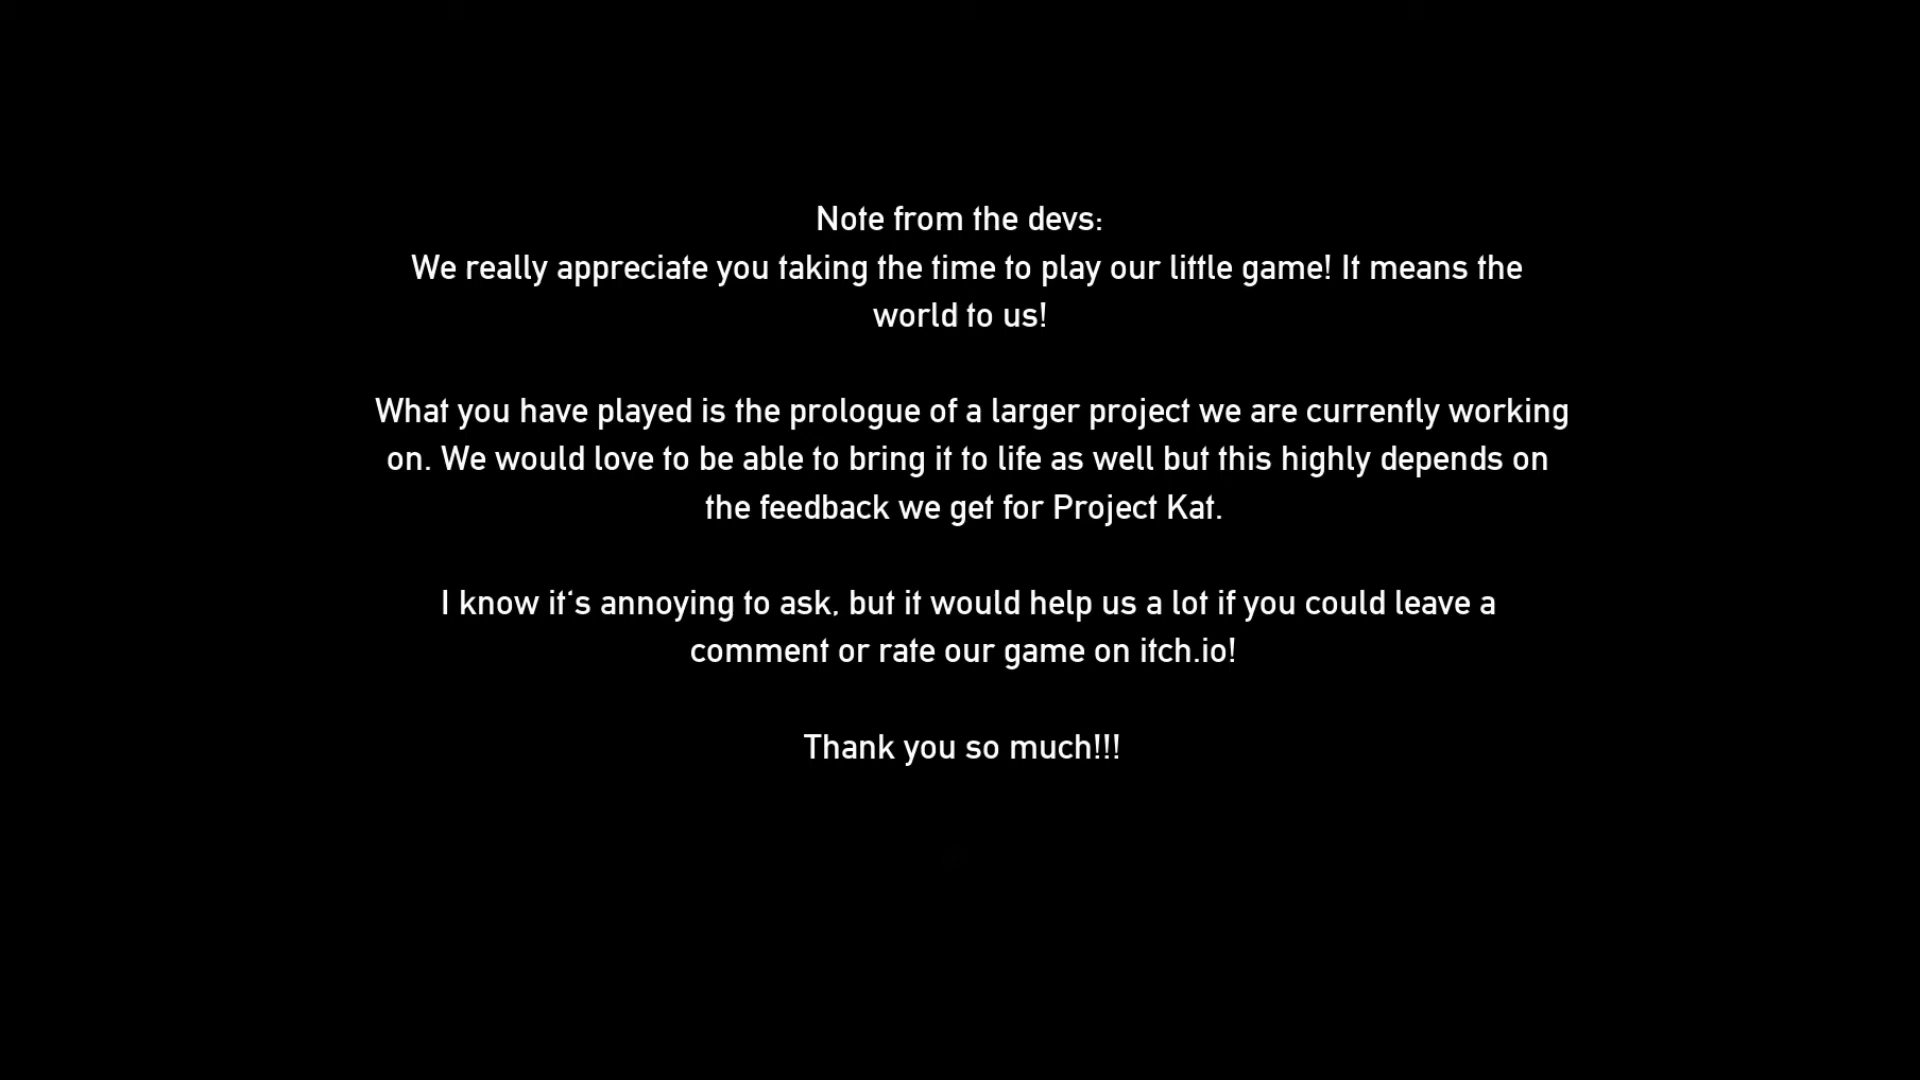 Note from the devs:
We really appreciate you taking the time to play our little game! It means the
world to us!
What you have played is the prologue of a larger project we are currently working
on. We would love to be able to bring it to life as well but this highly depends on
the feedback we get for Project Kat.
I know it's annoying to ask, but it would help us a lot if you could leave a
comment or rate our game on itch.io!
Thank you so much!!!